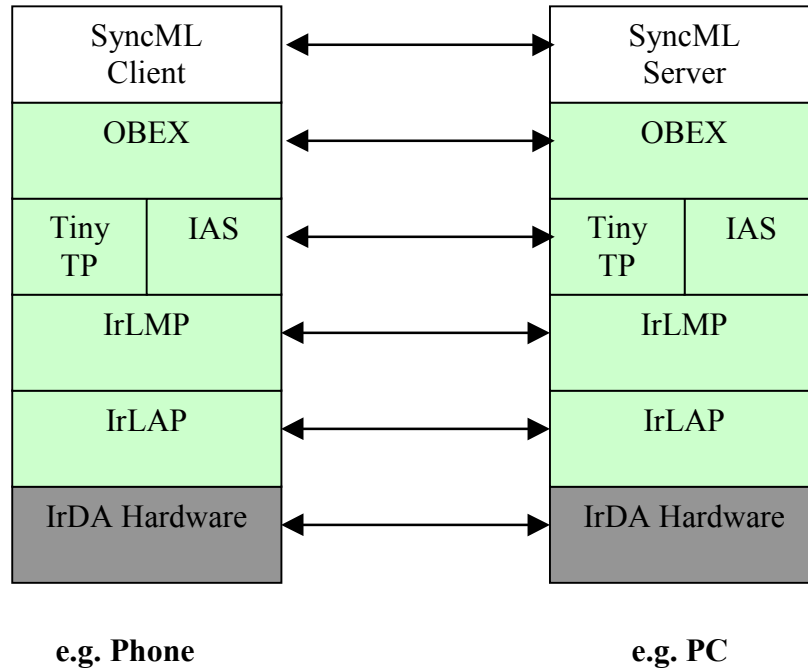 SyncML
Client
SyncML
Server
OBEX
OBEX
Tiny
TP
IAS
Tiny
TP
IAS
IrLMP
IrLMP
IrLAP
IrLAP
IrDA Hardware
IrDA Hardware
e.g. Phone
e.g. PC